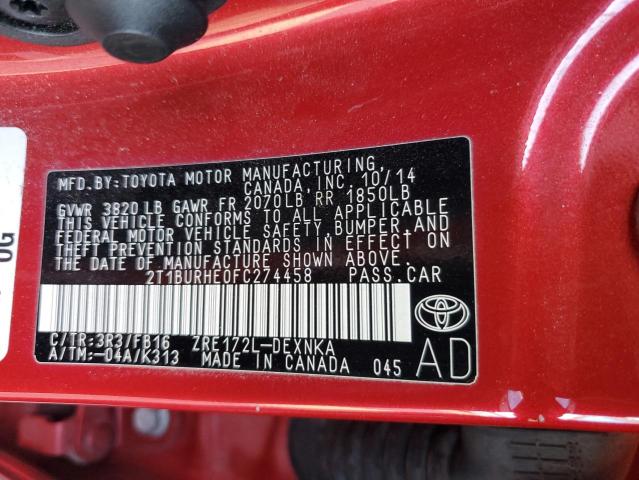 MFD.BY:TOYOTA MOTOR MANUFACTURING,
CANADA, INC. 10/14
GVWR 3820LB GAWR FR 2070LB RR 1850LB
THIS VEHICLE CONFORMS TO ALL APPLICABLE
FEDERAL MOTOR VEHICLE SAFETY,BUMPER,AND
THEFT PREVENTION STANDARDS IN EFFECT ON
THE DATE OF MANUFACTURE SHOWN ABOVE.
2T1BURHE0FC274458 PASS.CAR
C/TR:3R3/FB16 ZRE172L-DEXNKA
A/TM:-04A/K313 MADE IN CANADA 045
AD
OG